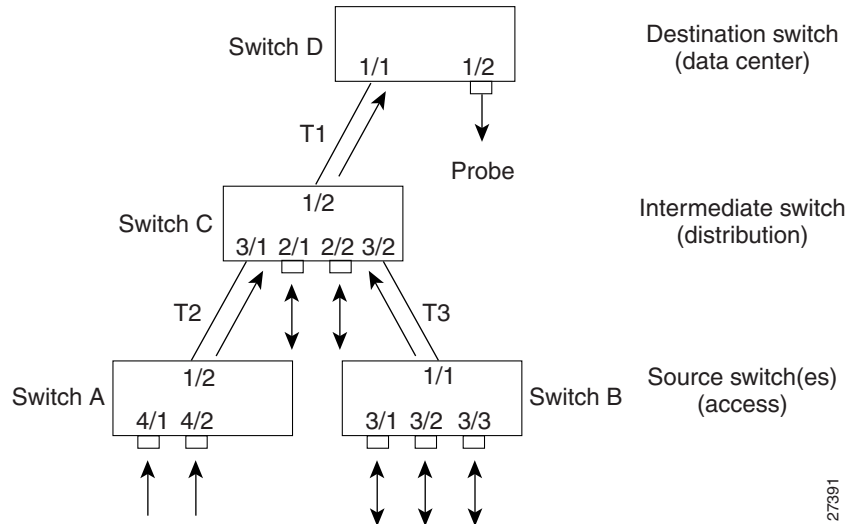 Switch D
1/1 1/2
Destination switch
(data center)
T1
Probe
Switch C
1/2
3/1 2/1 2/2 3/2
Intermediate switch
(distribution)
T2
T3
Switch A
1/2
4/1 4/2
1/1
3/1 3/2 3/3
Switch B
Source switch(es)
(access)
27391